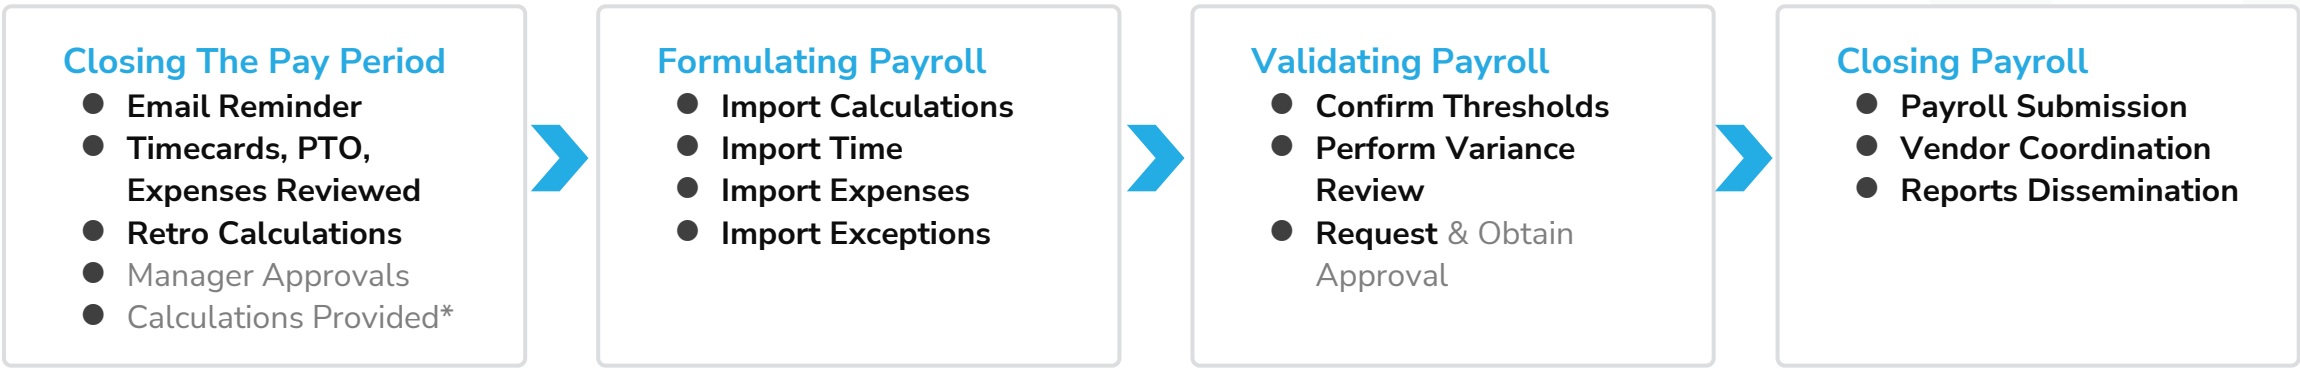 Closing The Pay Period
● Email Reminder
● Timecards, PTO,
Expenses Reviewed
● Retro Calculations
● Manager Approvals
● Calculations Provided*
Formulating Payroll
● Import Calculations
● Import Time
● Import Expenses
● Import Exceptions
Validating Payroll
● Confirm Thresholds
● Perform Variance
Review
● Request & Obtain
Approval
Closing Payroll
● Payroll Submission
● Vendor Coordination
● Reports Dissemination